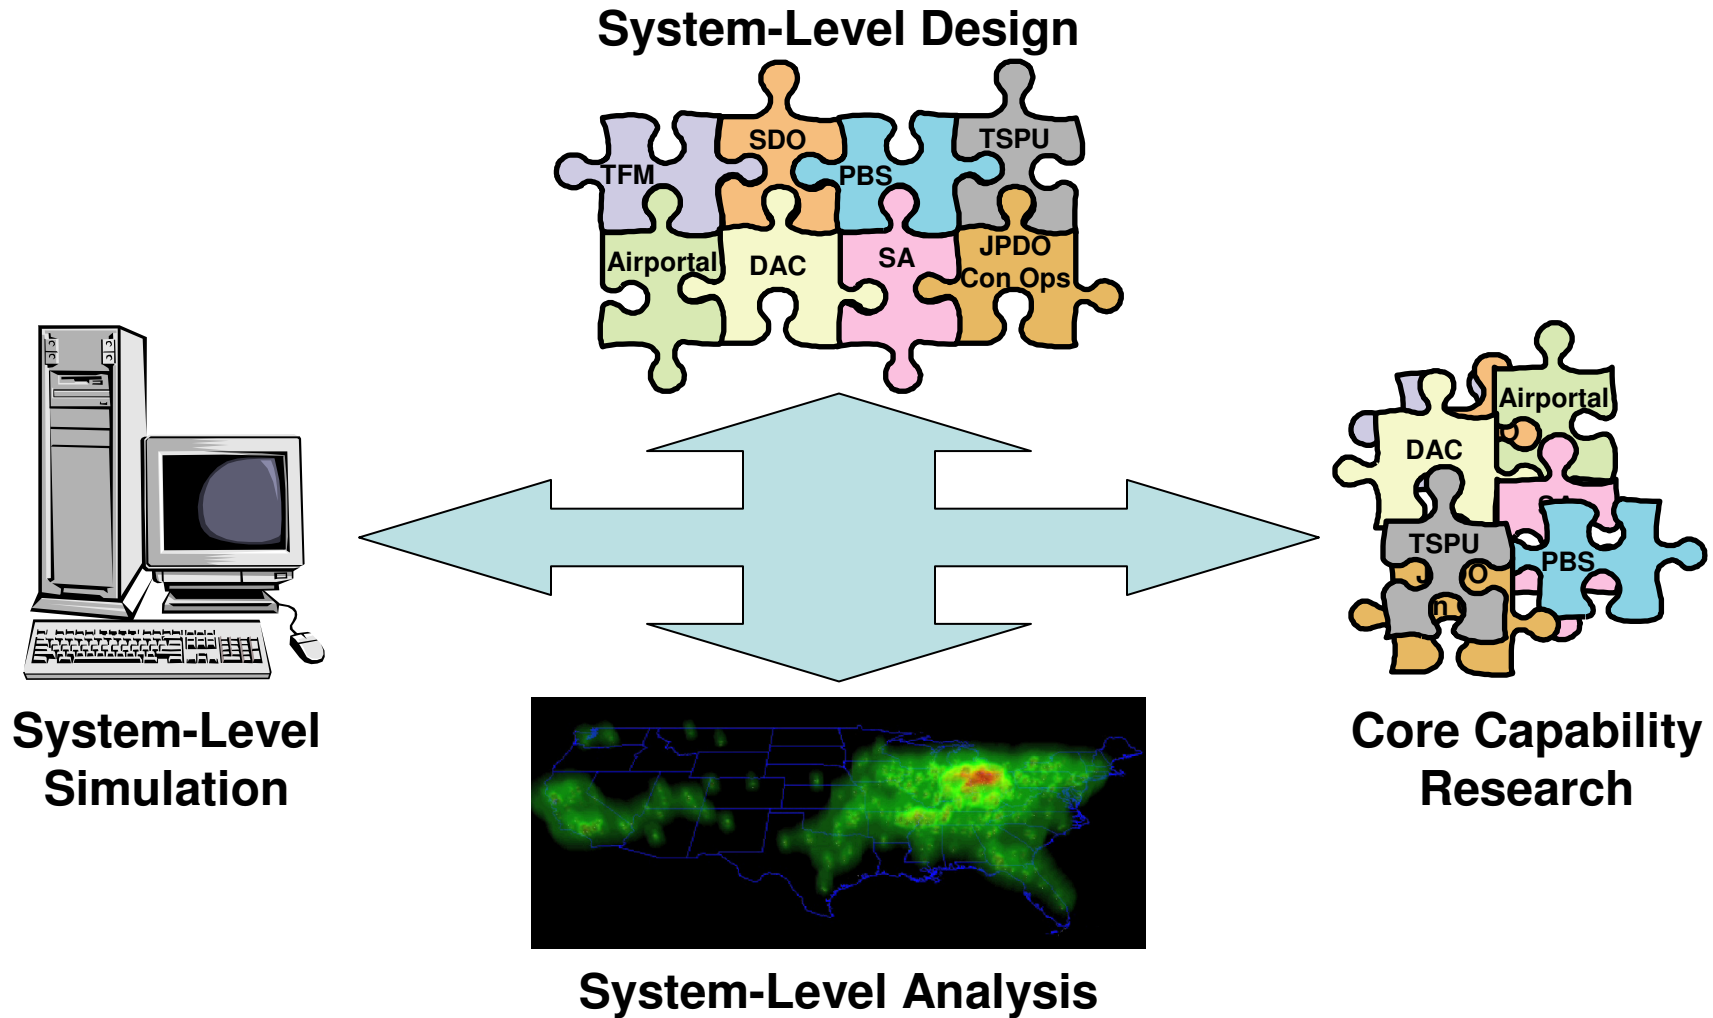 System-Level Design
SDO
TSPU
TFM
PBS
JPDO
Airportal
DAC
SA
Con Ops
Airportal
DAC
TSPU
PBS
System-Level
Simulation
Core Capability
Research
System-Level Analysis